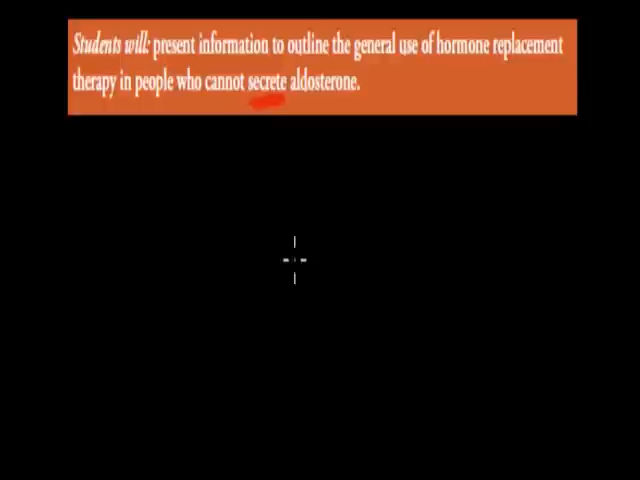 Students will: present information to outline the general use of hormone replacement
therapy in people who cannot secrete aldosterone.